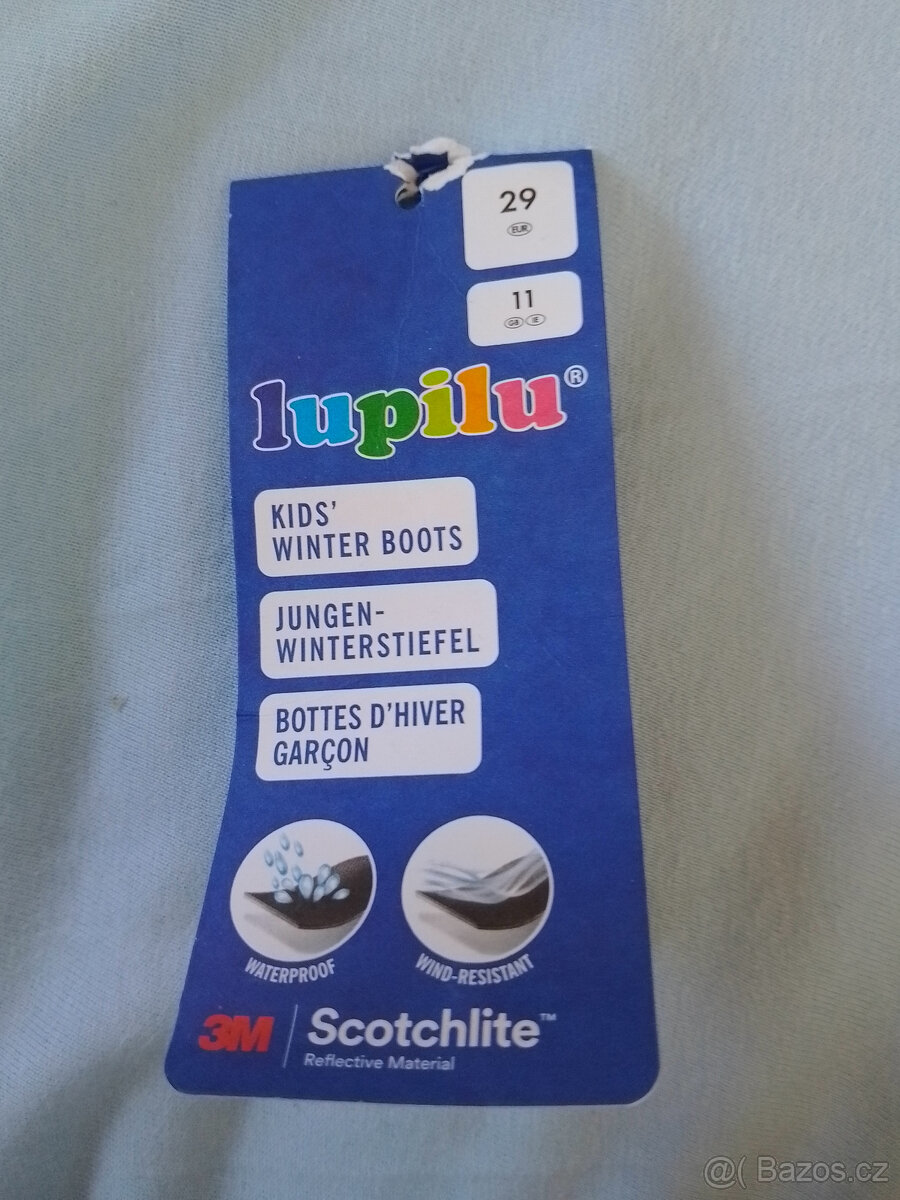 29
EUR
11
GB IE
lupilu®
KIDS'
WINTER BOOTS
JUNGEN-
WINTERSTIEFEL
BOTTES D'HIVER
GARÇON
WATERPROOF
WIND-RESISTANT
3M Scotchlite™
Reflective Material
@( Bazos.cz